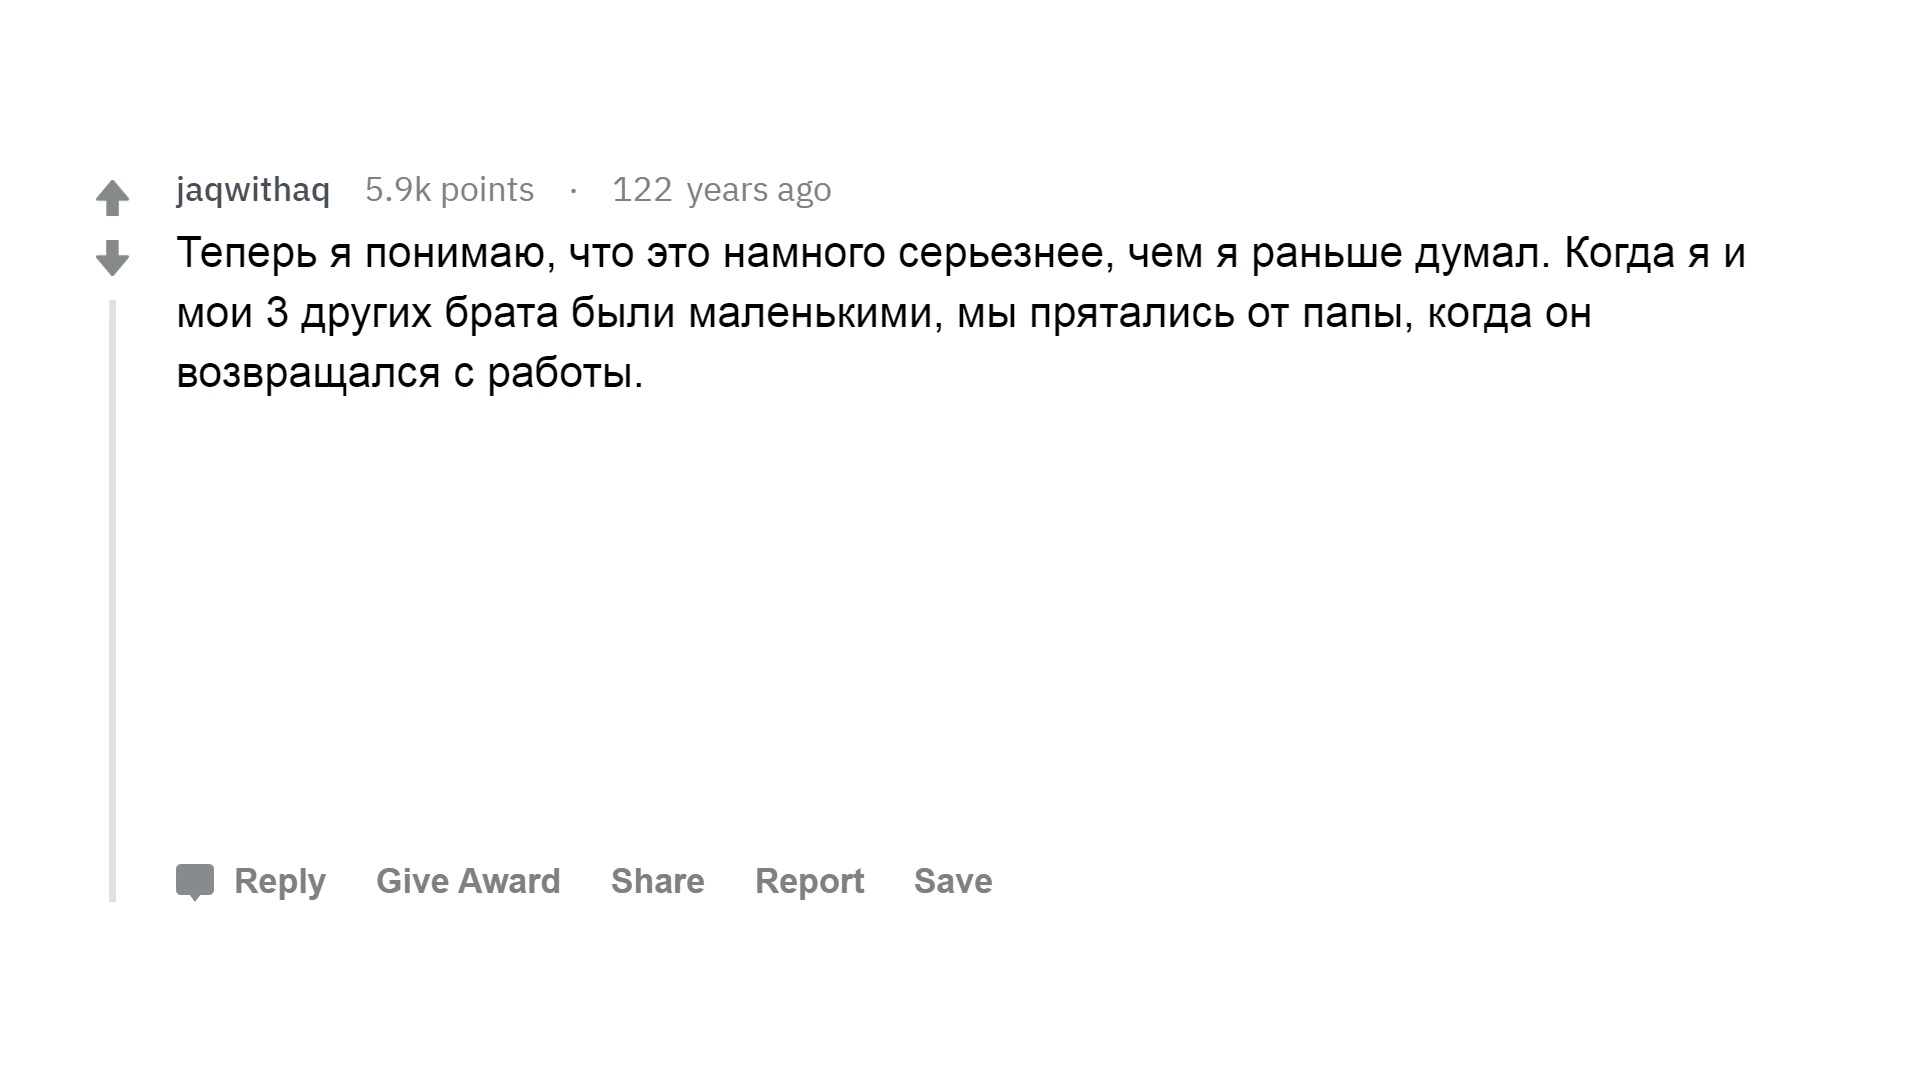 jaqwithaq 5.9k points · 122 years ago
Теперь я понимаю, что это намного серьезнее, чем я раньше думал. Когда я и
мои 3 других брата были маленькими, мы прятались от папы, когда он
возвращался с работы.
Reply Give Award Share Report Save